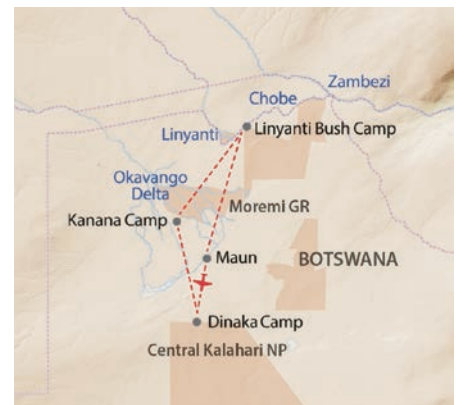 Zambezi
Chobe
Linyanti
Linyanti Bush Camp
Okavango
Delta
Moremi GR
Kanana Camp
Maun
BOTSWANA
Dinaka Camp
Central Kalahari NP